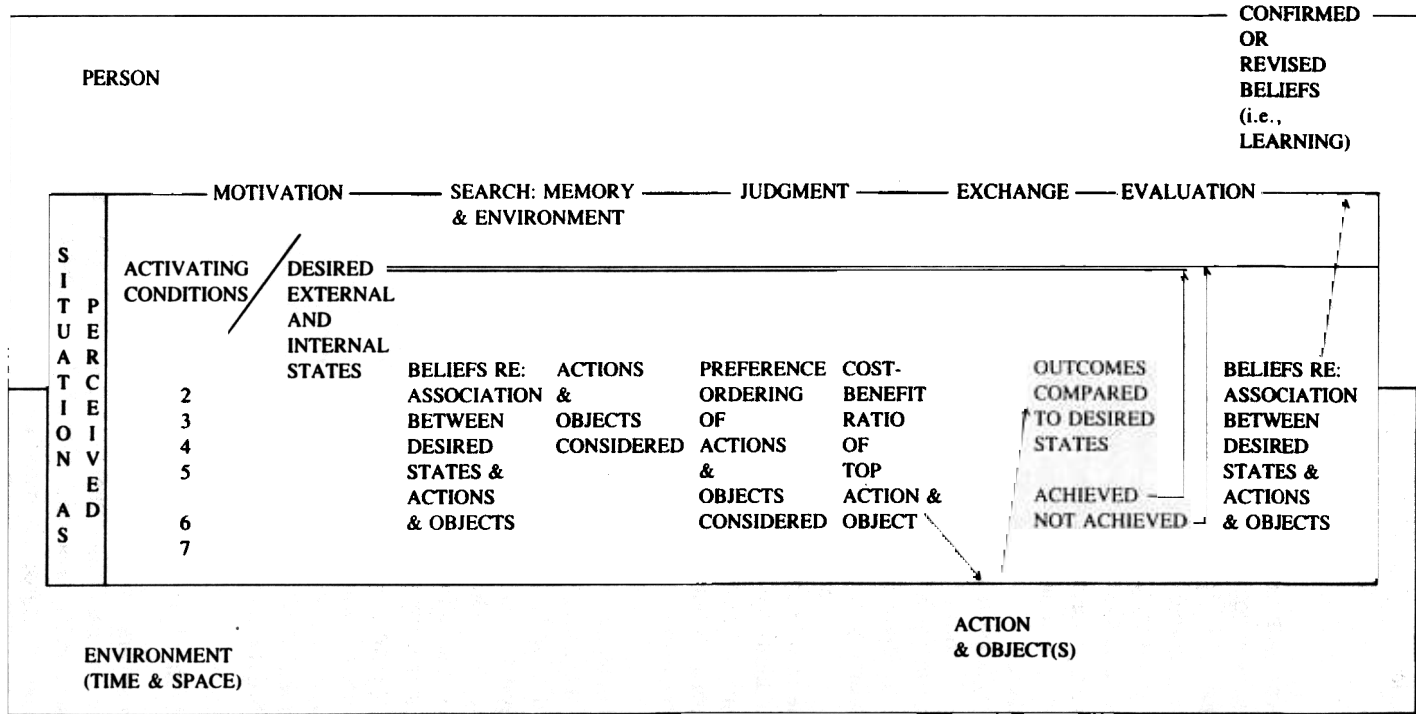 CONFIRMED
OR
REVISED
BELIEFS
(i.e.,
LEARNING)
PERSON
MOTIVATION
SEARCH: MEMORY
& ENVIRONMENT
JUDGMENT
EXCHANGE
EVALUATION
SITUATION AS
PERCEIVED
ACTIVATING
CONDITIONS
2
3
4
5
6
7
DESIRED
EXTERNAL
AND
INTERNAL
STATES
BELIEFS RE:
ASSOCIATION
BETWEEN
DESIRED
STATES &
ACTIONS
& OBJECTS
ACTIONS
&
OBJECTS
CONSIDERED
PREFERENCE
ORDERING
OF
ACTIONS
&
OBJECTS
CONSIDERED
COST-
BENEFIT
RATIO
OF
TOP
ACTION &
OBJECT
OUTCOMES
COMPARED
TO DESIRED
STATES
ACHIEVED
NOT ACHIEVED
BELIEFS RE:
ASSOCIATION
BETWEEN
DESIRED
STATES &
ACTIONS
& OBJECTS
ACTION
& OBJECT(S)
ENVIRONMENT
(TIME & SPACE)